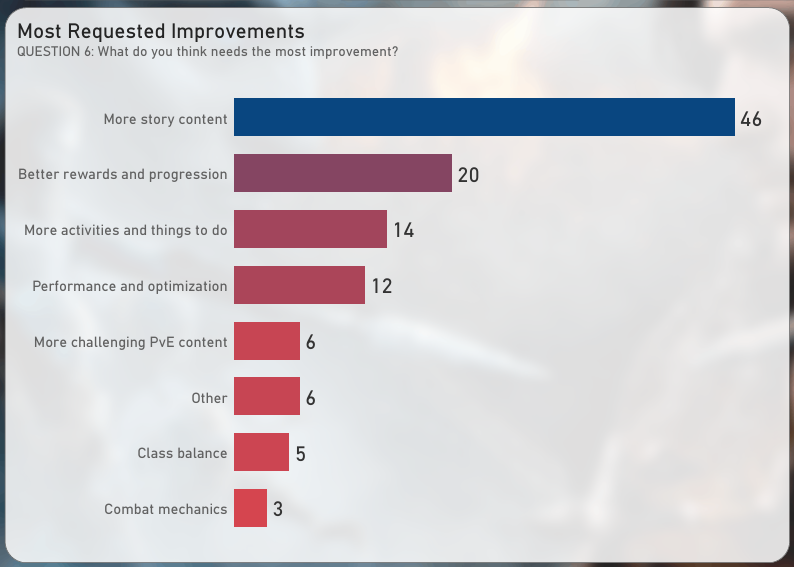 Most Requested Improvements
QUESTION 6: What do you think needs the most improvement?
More story content 46
Better rewards and progression 20
More activities and things to do 14
Performance and optimization 12
More challenging PvE content 6
Other 6
Class balance 5
Combat mechanics 3